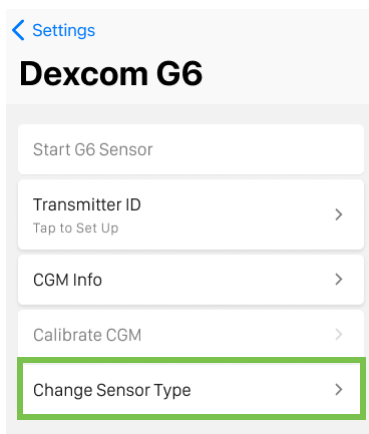 Settings
Dexcom G6
Start G6 Sensor
Transmitter ID
Tap to Set Up
CGM Info
Calibrate CGM
Change Sensor Type